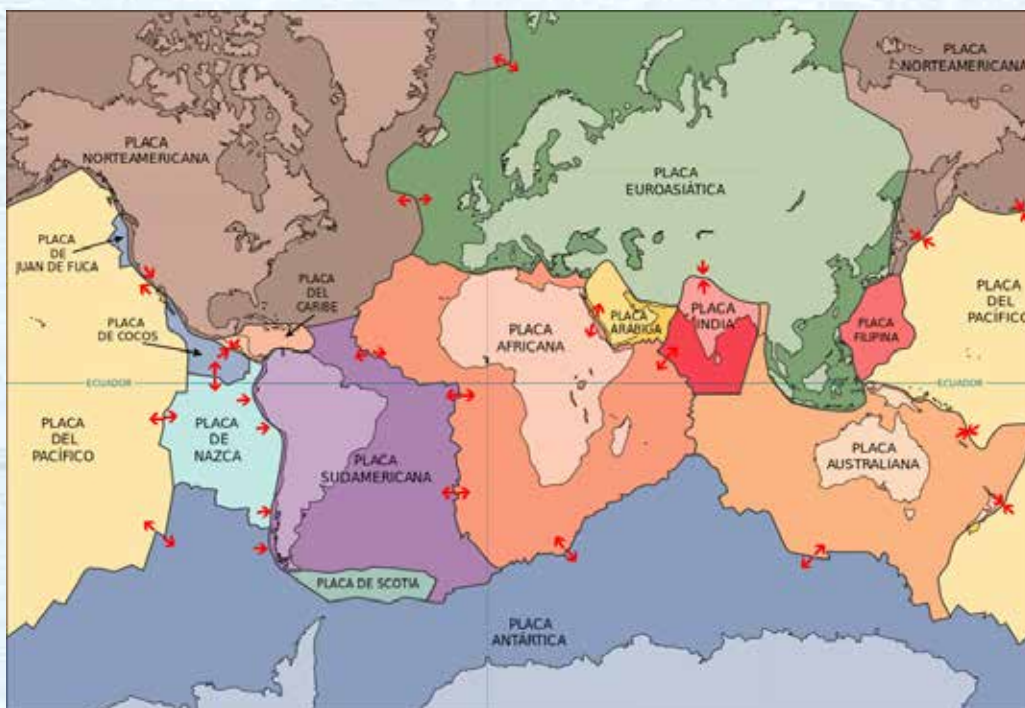 PLACA
NORTEAMERICANA
PLACA
NORTEAMERICANA
PLACA
EUROASIÁTICA
PLACA
DE
JUAN DE FUCA
PLACA
DEL
CARIBE
PLACA
DE COCOS
PLACA
ARÁBIGA
PLACA
INDIA
PLACA
AFRICANA
PLACA
FILIPINA
PLACA
DEL
PACÍFICO
ECUADOR
ECUADOR
PLACA
DEL
PACÍFICO
PLACA
DE
NAZCA
PLACA
SUDAMERICANA
PLACA
AUSTRALIANA
PLACA DE SCOTIA
PLACA
ANTÁRTICA